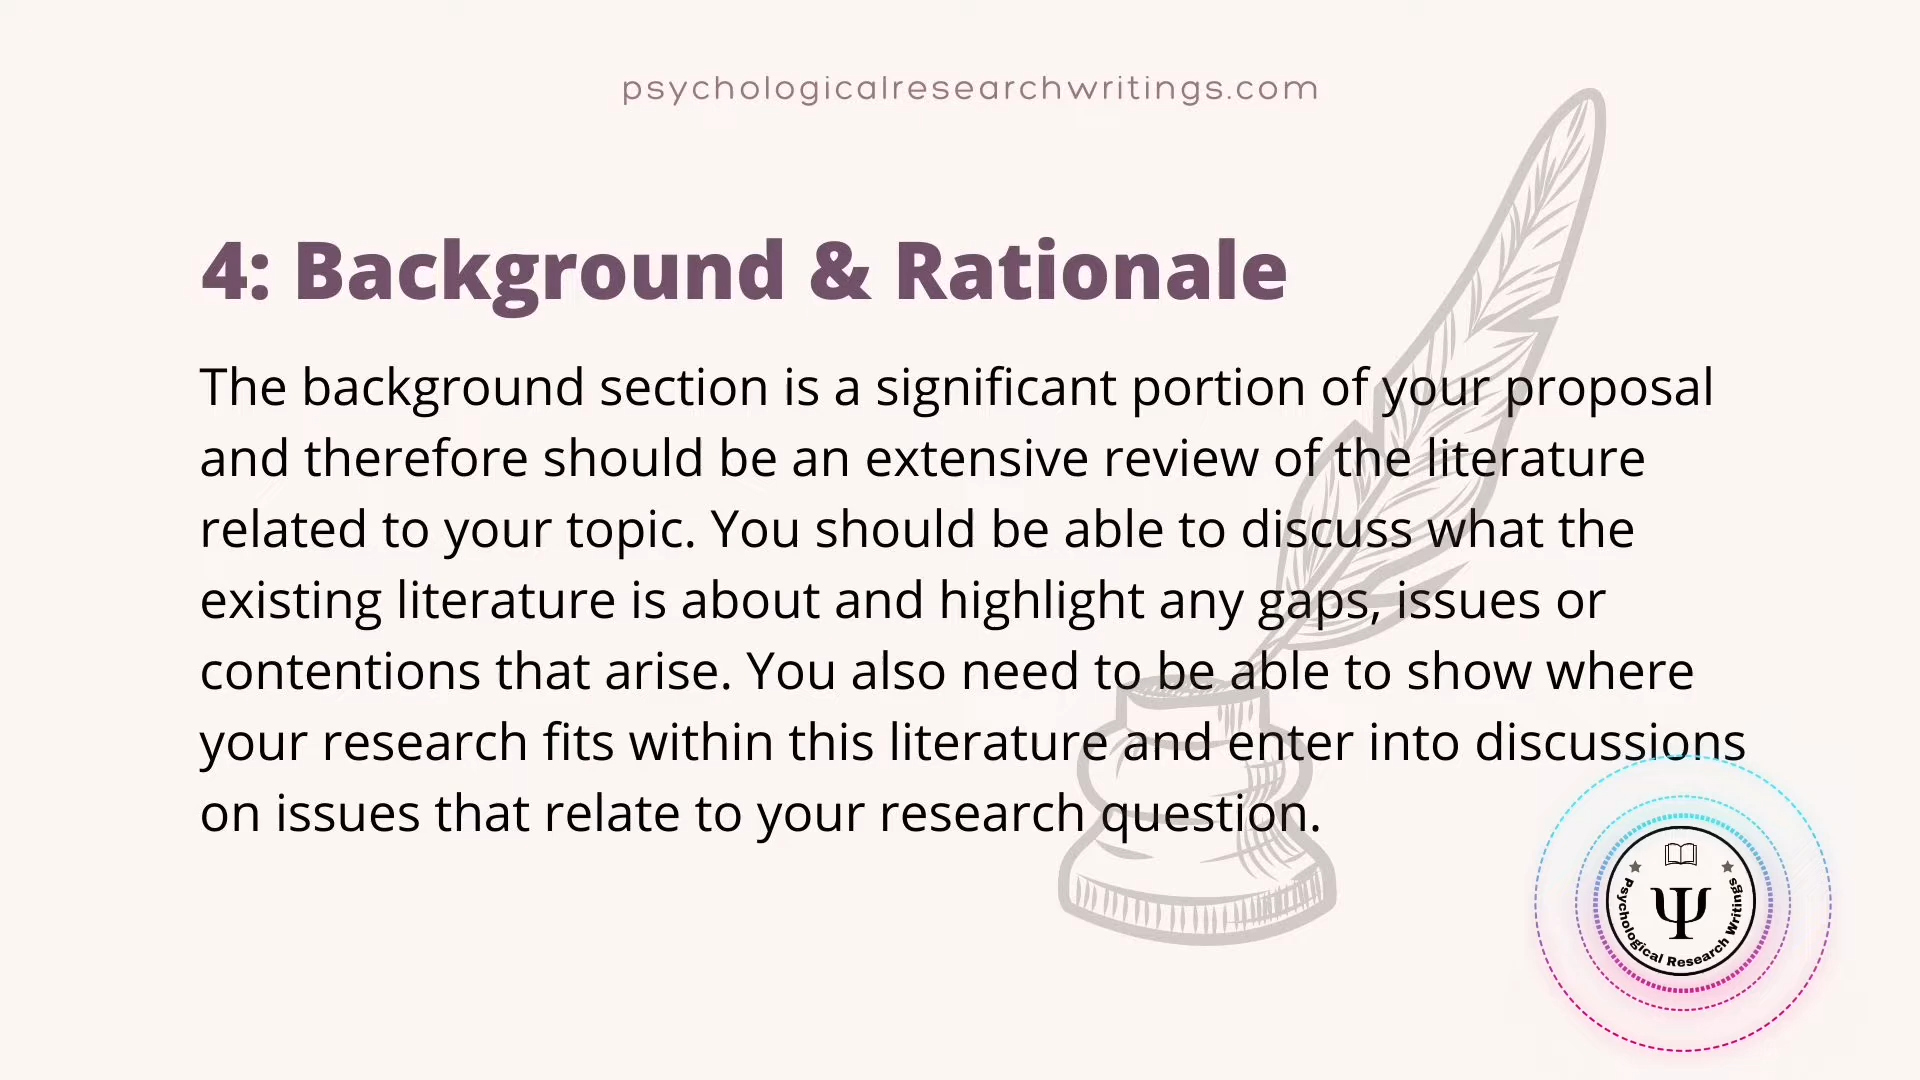 psychologicalresearchwritings.com
4: Background & Rationale
The background section is a significant portion of your proposal
and therefore should be an extensive review of the literature
related to your topic. You should be able to discuss what the
existing literature is about and highlight any gaps, issues or
contentions that arise. You also need to be able to show where
your research fits within this literature and enter into discussions
on issues that relate to your research question.
Ψ
Psychological Research Writings